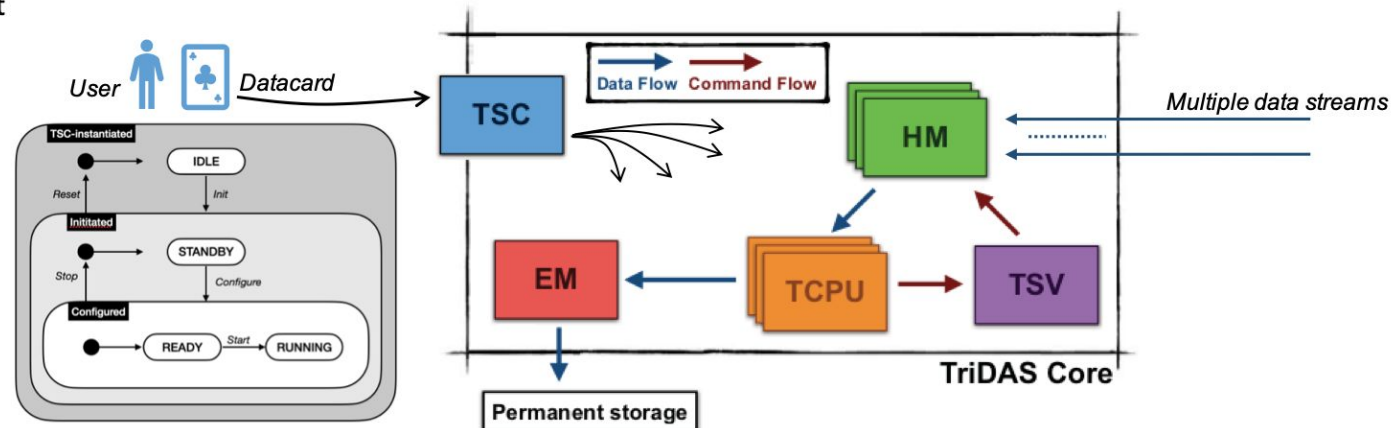 t
User
Datacard
TSC-instantiated
IDLE
Reset
Init
Inititated
STANDBY
Stop
Configure
Configured
READY
Start
RUNNING
TSC
Data Flow
Command Flow
HM
Multiple data streams
EM
TCPU
TSV
TriDAS Core
Permanent storage